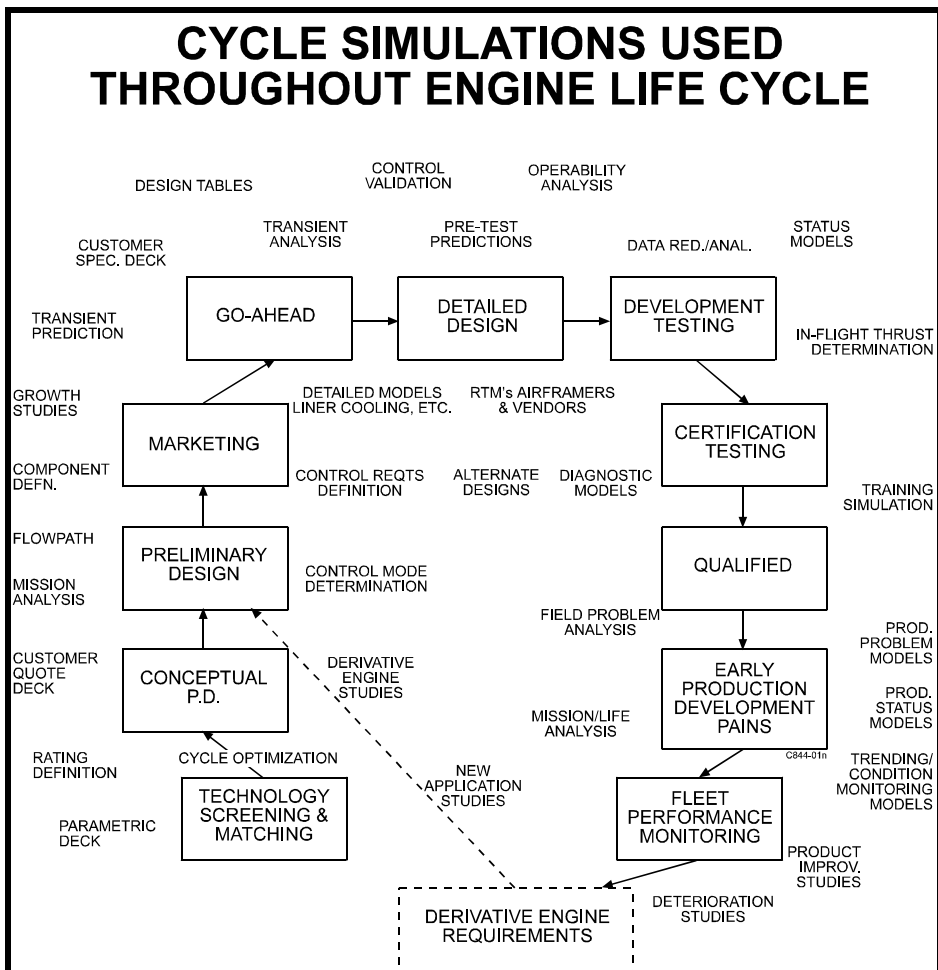 CYCLE SIMULATIONS USED
THROUGHOUT ENGINE LIFE CYCLE
CONTROL
VALIDATION
OPERABILITY
ANALYSIS
DESIGN TABLES
TRANSIENT
ANALYSIS
PRE-TEST
PREDICTIONS
STATUS
MODELS
CUSTOMER
SPEC. DECK
DATA RED./ANAL.
GO-AHEAD
DETAILED
DESIGN
DEVELOPMENT
TESTING
TRANSIENT
PREDICTION
IN-FLIGHT THRUST
DETERMINATION
GROWTH
STUDIES
DETAILED MODELS
LINER COOLING, ETC.
RTM's AIRFRAMERS
& VENDORS
MARKETING
CERTIFICATION
TESTING
COMPONENT
DEFN.
CONTROL REQTS
DEFINITION
ALTERNATE
DESIGNS
DIAGNOSTIC
MODELS
TRAINING
SIMULATION
FLOWPATH
PRELIMINARY
DESIGN
QUALIFIED
MISSION
ANALYSIS
CONTROL MODE
DETERMINATION
FIELD PROBLEM
ANALYSIS
PROD.
PROBLEM
MODELS
CUSTOMER
QUOTE
DECK
CONCEPTUAL
P.D.
DERIVATIVE
ENGINE
STUDIES
EARLY
PRODUCTION
DEVELOPMENT
PAINS
PROD.
STATUS
MODELS
MISSION/LIFE
ANALYSIS
C844-01n
RATING
DEFINITION
CYCLE OPTIMIZATION
NEW
APPLICATION
STUDIES
TRENDING/
CONDITION
MONITORING
MODELS
TECHNOLOGY
SCREENING &
MATCHING
FLEET
PERFORMANCE
MONITORING
PARAMETRIC
DECK
PRODUCT
IMPROV.
STUDIES
DETERIORATION
STUDIES
DERIVATIVE ENGINE
REQUIREMENTS